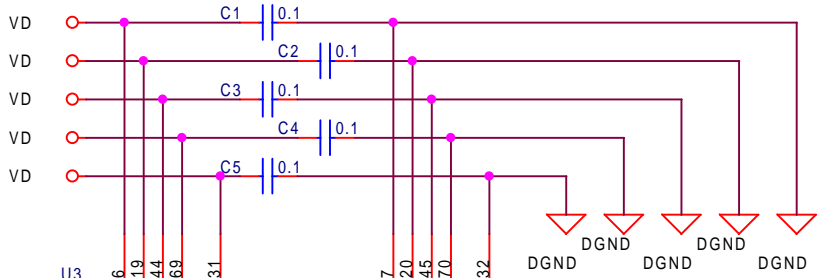 VD C1 0.1
VD C2 0.1
VD C3 0.1
VD C4 0.1
VD C5 0.1
DGND DGND
DGND DGND DGND
U3 6 19 44 69 31 7 20 45 70 32